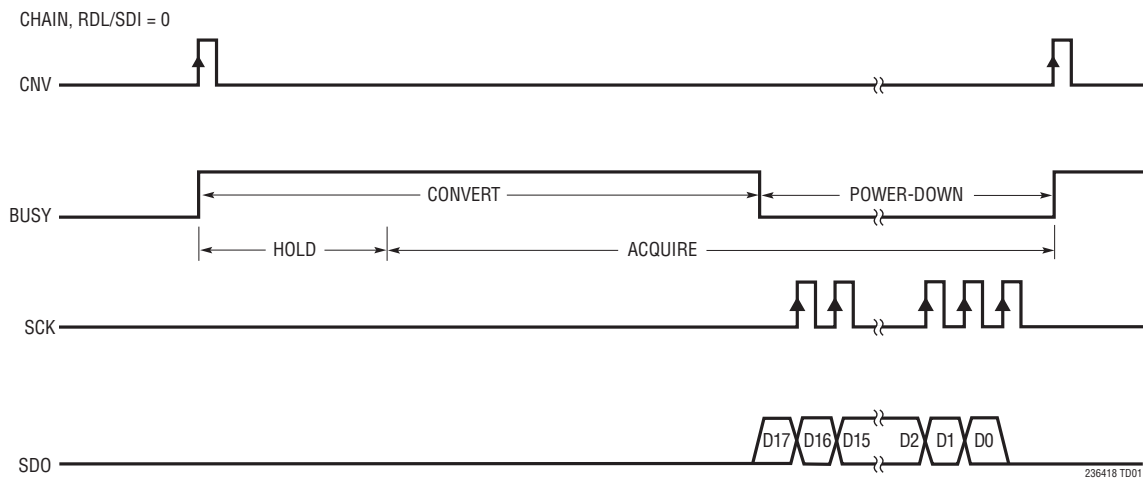 CHAIN, RDL/SDI = 0
CNV
CONVERT
POWER-DOWN
BUSY
HOLD
ACQUIRE
SCK
D17
D16
D15
D2
D1
D0
SDO
236418 TD01